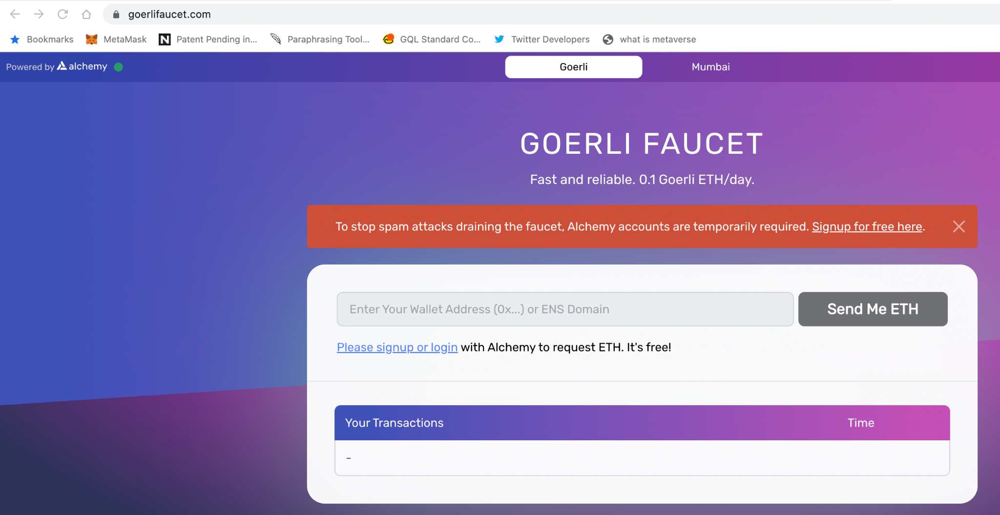 goerlifaucet.com
Bookmarks MetaMask Patent Pending in... Paraphrasing Tool... GQL Standard Co... Twitter Developers what is metaverse
Powered by alchemy Goerli Mumbai
GOERLI FAUCET
Fast and reliable. 0.1 Goerli ETH/day.
To stop spam attacks draining the faucet, Alchemy accounts are temporarily required. Signup for free here.
Enter Your Wallet Address (0x...) or ENS Domain Send Me ETH
Please signup or login with Alchemy to request ETH. It's free!
Your Transactions Time
-